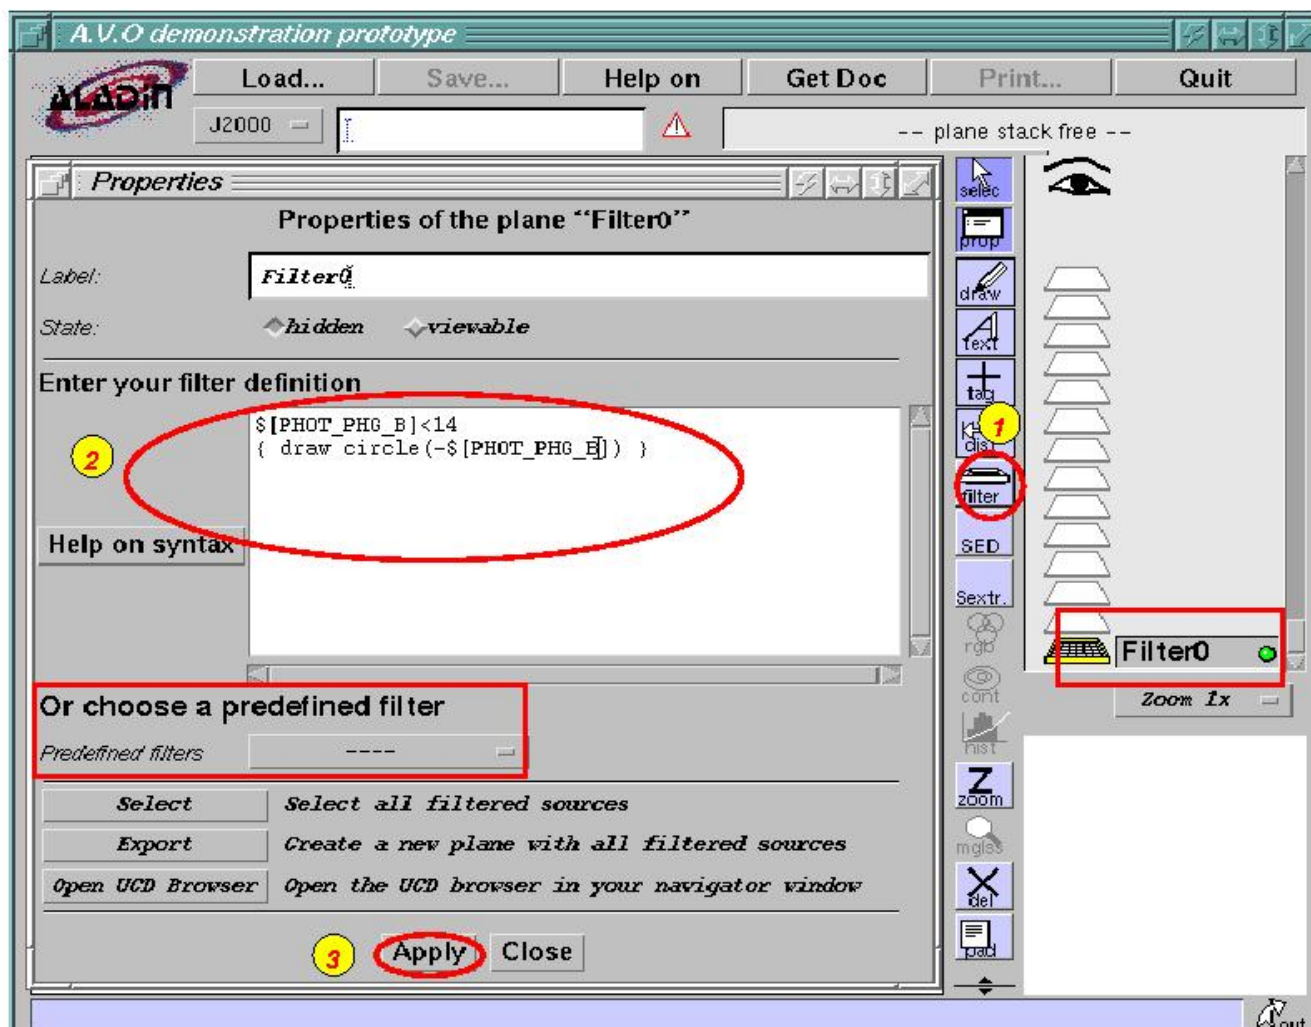 A.V.O demonstration prototype
ALADIN
Load...
Save...
Help on
Get Doc
Print...
Quit
J2000
-- plane stack free --
Properties
Properties of the plane “Filter0”
Label:
Filter0
State:
hidden
viewable
Enter your filter definition
$[PHOT_PHG_B]<14
{ draw circle(-$[PHOT_PHG_B]) }
2
Help on syntax
Or choose a predefined filter
Predefined filters
----
Select
Select all filtered sources
Export
Create a new plane with all filtered sources
Open UCD Browser
Open the UCD browser in your navigator window
3
Apply
Close
selec
prop
draw
text
tag
1
dist
filter
SED
Sextr.
rgb
cont
hist
zoom
mglss
del
pad
Filter0
Zoom 1x
out